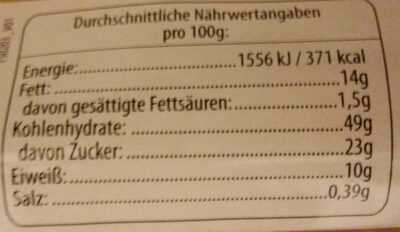 Durchschnittliche Nährwertangaben
pro 100g:
Energie:..............................1556 kJ / 371 kcal
Fett:..............................14g
davon gesättigte Fettsäuren:....................1,5g
Kohlenhydrate: ..............................49g
davon Zucker:..............................23g
Eiweiß:..............................10g
Salz:..............................0,39g